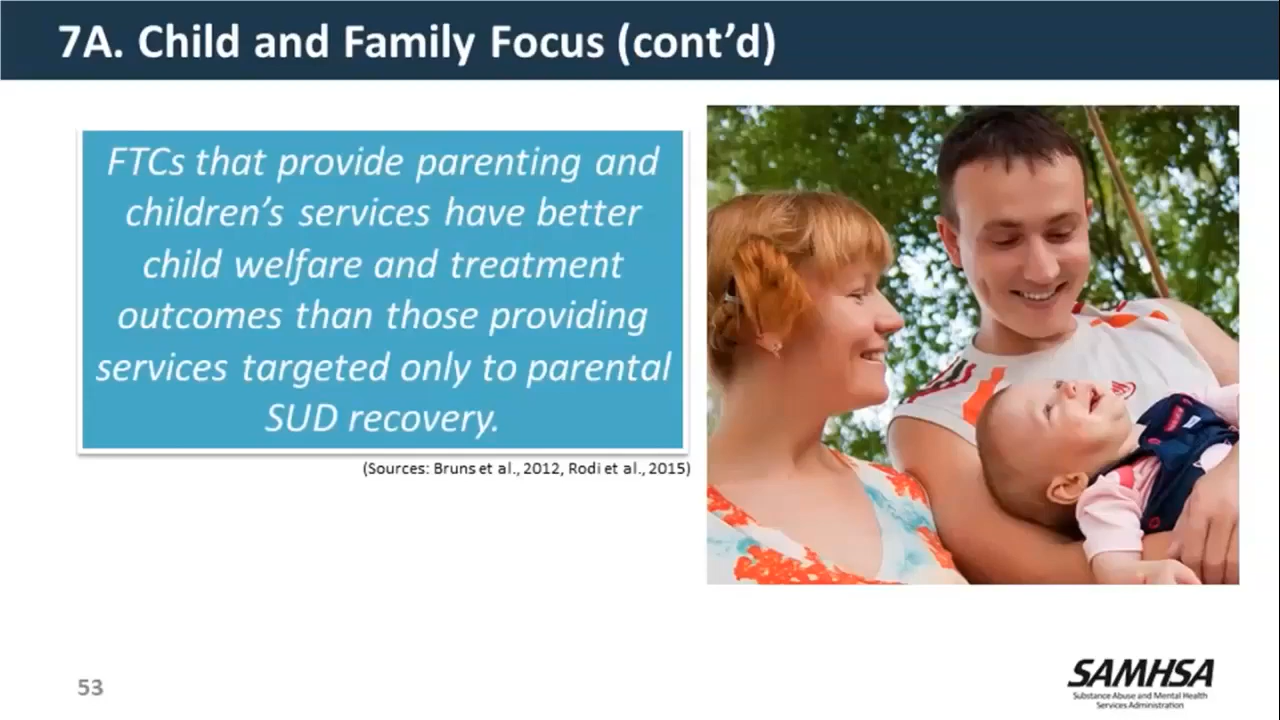 7A. Child and Family Focus (cont’d)
FTCs that provide parenting and
children’s services have better
child welfare and treatment
outcomes than those providing
services targeted only to parental
SUD recovery.
(Sources: Bruns et al., 2012, Rodi et al., 2015)
53
SAMHSA
Substance Abuse and Mental Health
Services Administration